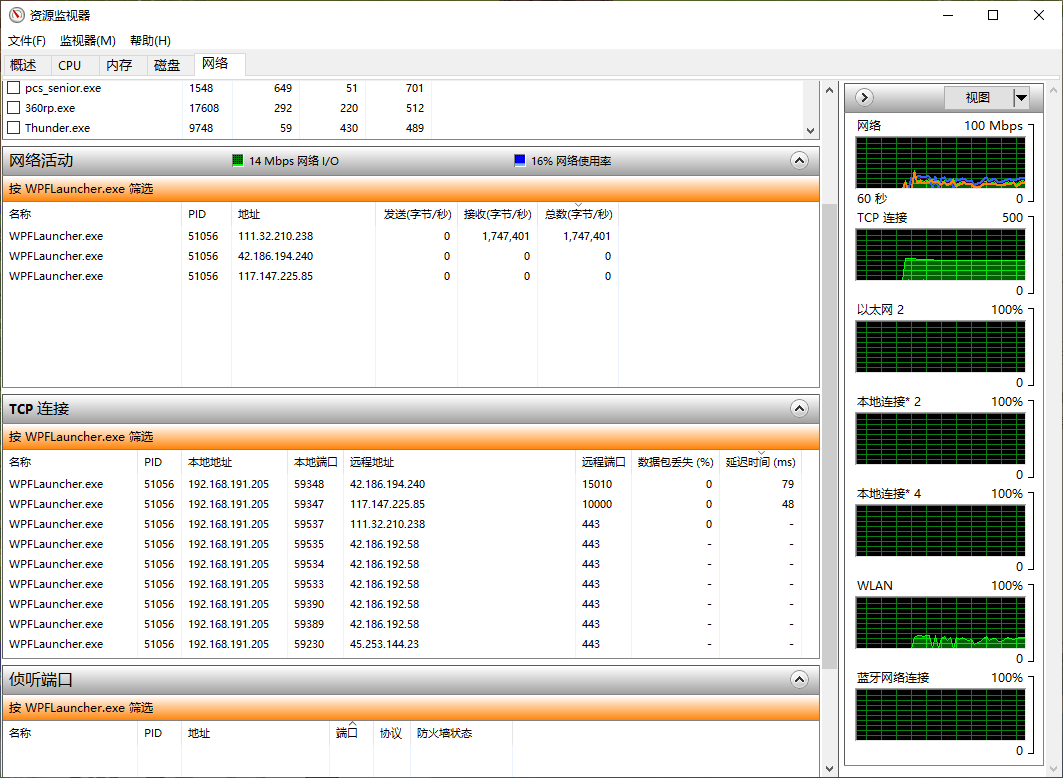 资源监视器
文件(F) 监视器(M) 帮助(H)
概述 CPU 内存 磁盘 网络
pcs_senior.exe 1548 649 51 701
360rp.exe 17608 292 220 512
Thunder.exe 9748 59 430 489
网络活动 14 Mbps 网络 I/O 16% 网络使用率
按 WPFLauncher.exe 筛选
名称 PID 地址 发送(字节/秒) 接收(字节/秒) 总数(字节/秒)
WPFLauncher.exe 51056 111.32.210.238 0 1,747,401 1,747,401
WPFLauncher.exe 51056 42.186.194.240 0 0 0
WPFLauncher.exe 51056 117.147.225.85 0 0 0
TCP 连接
按 WPFLauncher.exe 筛选
名称 PID 本地地址 本地端口 远程地址 远程端口 数据包丢失 (%) 延迟时间 (ms)
WPFLauncher.exe 51056 192.168.191.205 59348 42.186.194.240 15010 0 79
WPFLauncher.exe 51056 192.168.191.205 59347 117.147.225.85 10000 0 48
WPFLauncher.exe 51056 192.168.191.205 59537 111.32.210.238 443 0 -
WPFLauncher.exe 51056 192.168.191.205 59535 42.186.192.58 443 - -
WPFLauncher.exe 51056 192.168.191.205 59534 42.186.192.58 443 - -
WPFLauncher.exe 51056 192.168.191.205 59533 42.186.192.58 443 - -
WPFLauncher.exe 51056 192.168.191.205 59390 42.186.192.58 443 - -
WPFLauncher.exe 51056 192.168.191.205 59389 42.186.192.58 443 - -
WPFLauncher.exe 51056 192.168.191.205 59230 45.253.144.23 443 - -
侦听端口
按 WPFLauncher.exe 筛选
名称 PID 地址 端口 协议 防火墙状态
视图
网络 100 Mbps
60 秒 0
TCP 连接 500
0
以太网 2 100%
0
本地连接* 2 100%
0
本地连接* 4 100%
0
WLAN 100%
0
蓝牙网络连接 100%
0